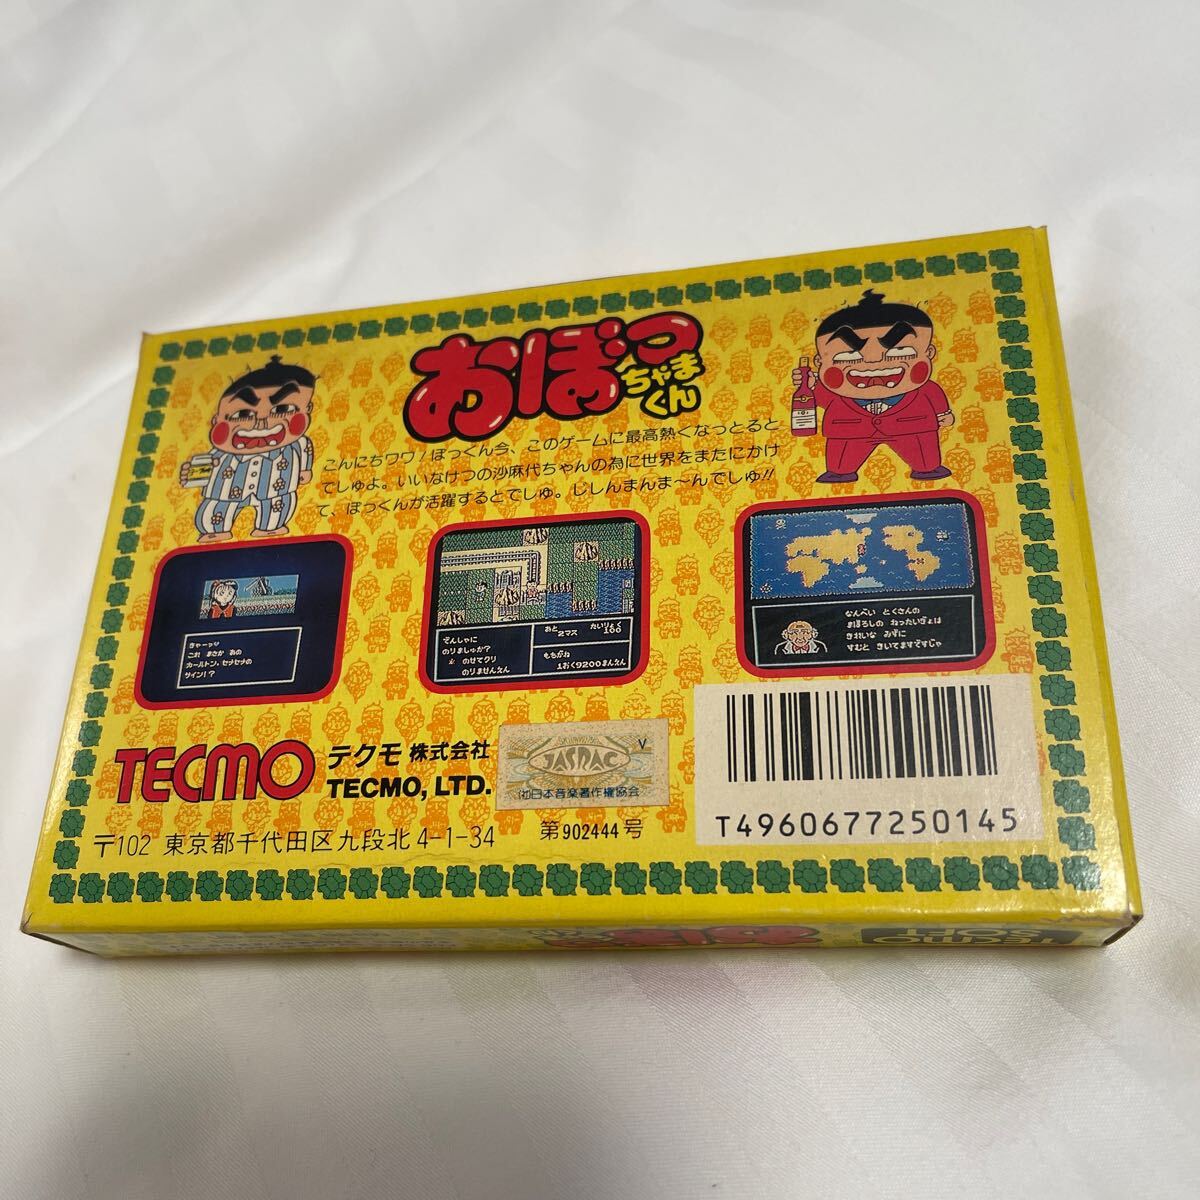 おぼっちゃまくん
こんにちワワ!ぼっくん今、このゲームに最高熱くなっとると
でしゅよ。いいなけつの沙麻代ちゃんの為に世界をまたにかけ
て、ぼっくんが活躍するとでしゅ。じしんまんま〜んでしゅ!!
きゃーっ♥
これ まさか あの
カールトン・セナセナの
サイン!?
でんしゃに
のりましゅか?
のせてクリ
のりませんえん
あと
2マス
たいりょく
100
もちがね
1おく9200まんえん
なんべい とくさんの
まぼろしの ねったいぎょは
きれいな みずに
すむと きいてますですじゃ
TECMO
テクモ 株式会社
TECMO, LTD.
〒102 東京都千代田区九段北 4-1-34
JASRAC
V
(社)日本音楽著作権協会
第902444号
T4960677250145
TECMO
SOFT